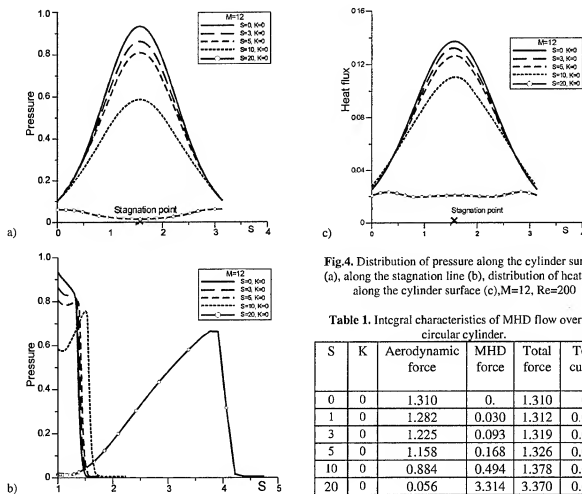 1.0
0.8
0.6
0.4
0.2
0
Pressure
M=12
S=0, K=0
S=3, K=0
S=5, K=0
S=10, K=0
S=20, K=0
Stagnation point
0 1 2 3 S 4
a)
1.0
0.8
0.6
0.4
0.2
0
Pressure
M=12
S=0, K=0
S=3, K=0
S=5, K=0
S=10, K=0
S=20, K=0
1 2 3 4 S 5
b)
Heat flux
0
M=12
S=0, K=0
S=3, K=0
S=5, K=0
S=10, K=0
S=20, K=0
Stagnation point
0 1 2 3 S 4
c)
Fig.4. Distribution of pressure along the cylinder sur
(a), along the stagnation line (b), distribution of heat
along the cylinder surface (c),M=12, Re=200
Table 1. Integral characteristics of MHD flow over
circular cylinder.
S K Aerodynamic force MHD force Total force
0 0 1.310 0. 1.310
1 0 1.282 0.030 1.312 0.
3 0 1.225 0.093 1.319 0.
5 0 1.158 0.168 1.326 0.
10 0 0.884 0.494 1.378 0.
20 0 0.056 3.314 3.370 0.